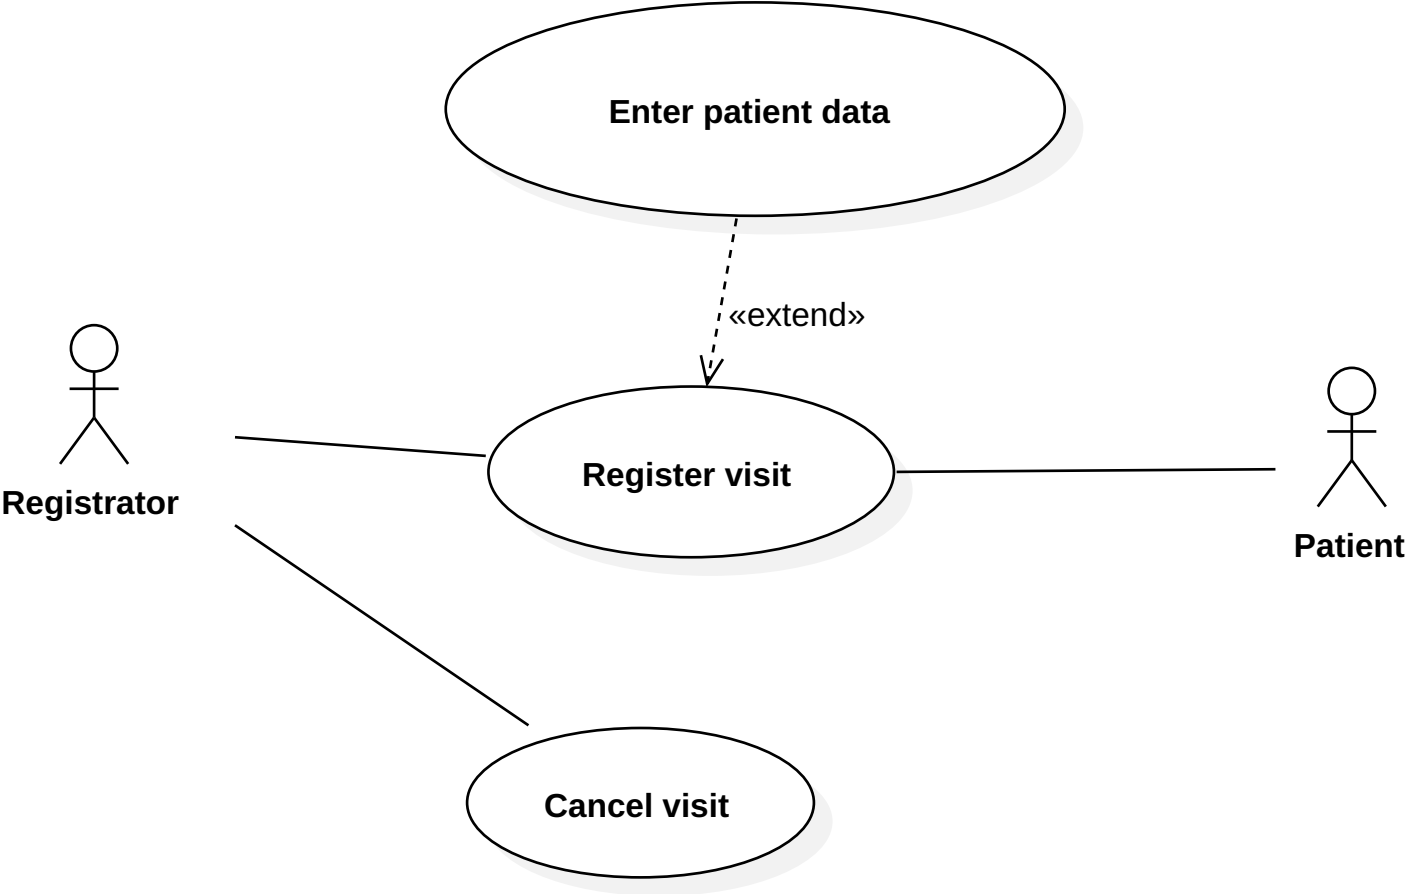 Enter patient data
«extend»
Register visit
Registrator
Patient
Cancel visit